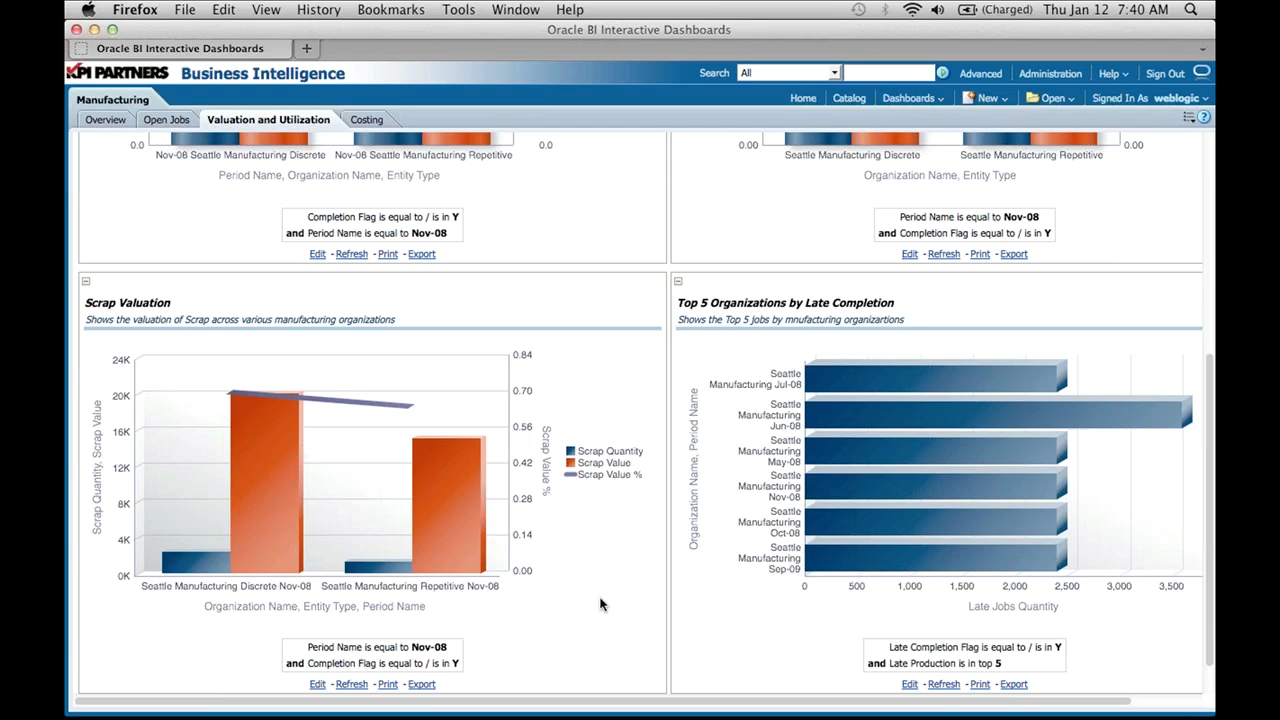 Firefox File Edit View History Bookmarks Tools Window Help (Charged) Thu Jan 12 7:40 AM
Oracle BI Interactive Dashboards
Oracle BI Interactive Dashboards +
KPI PARTNERS Business Intelligence Search All Advanced Administration Help Sign Out
Manufacturing Home Catalog Dashboards New Open Signed In As weblogic
Overview Open Jobs Valuation and Utilization Costing
0.0 0.0
Nov-08 Seattle Manufacturing Discrete Nov-08 Seattle Manufacturing Repetitive
Period Name, Organization Name, Entity Type
Completion Flag is equal to / is in Y
and Period Name is equal to Nov-08
Edit - Refresh - Print - Export
0.00 0.00
Seattle Manufacturing Discrete Seattle Manufacturing Repetitive
Organization Name, Entity Type
Period Name is equal to Nov-08
and Completion Flag is equal to / is in Y
Edit - Refresh - Print - Export
Scrap Valuation
Shows the valuation of Scrap across various manufacturing organizations
24K
20K
16K
12K
8K
4K
0K
Scrap Quantity, Scrap Value
0.84
0.70
0.56
0.42
0.28
0.14
0.00
Scrap Value %
Scrap Quantity
Scrap Value
Scrap Value %
Seattle Manufacturing Discrete Nov-08 Seattle Manufacturing Repetitive Nov-08
Organization Name, Entity Type, Period Name
Period Name is equal to Nov-08
and Completion Flag is equal to / is in Y
Edit - Refresh - Print - Export
Top 5 Organizations by Late Completion
Shows the Top 5 jobs by mnufacturing organizartions
Organization Name, Period Name
Seattle
Manufacturing Jul-08
Seattle
Manufacturing
Jun-08
Seattle
Manufacturing
May-08
Seattle
Manufacturing
Nov-08
Seattle
Manufacturing
Oct-08
Seattle
Manufacturing
Sep-09
0 500 1,000 1,500 2,000 2,500 3,000 3,500
Late Jobs Quantity
Late Completion Flag is equal to / is in Y
and Late Production is in top 5
Edit - Refresh - Print - Export